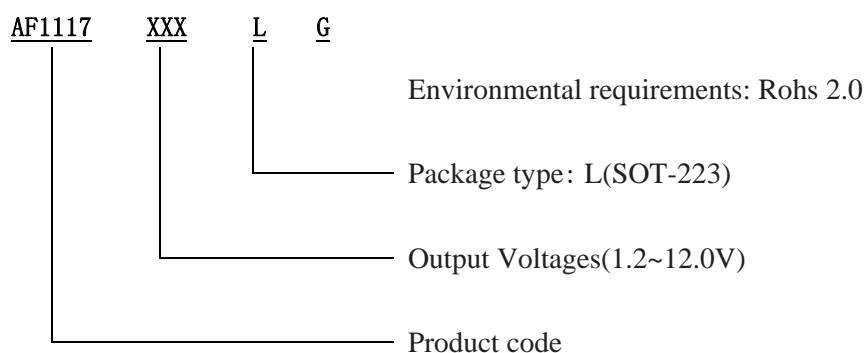 AF1117 XXX L G
Environmental requirements: Rohs 2.0
Package type: L(SOT-223)
Output Voltages(1.2~12.0V)
Product code